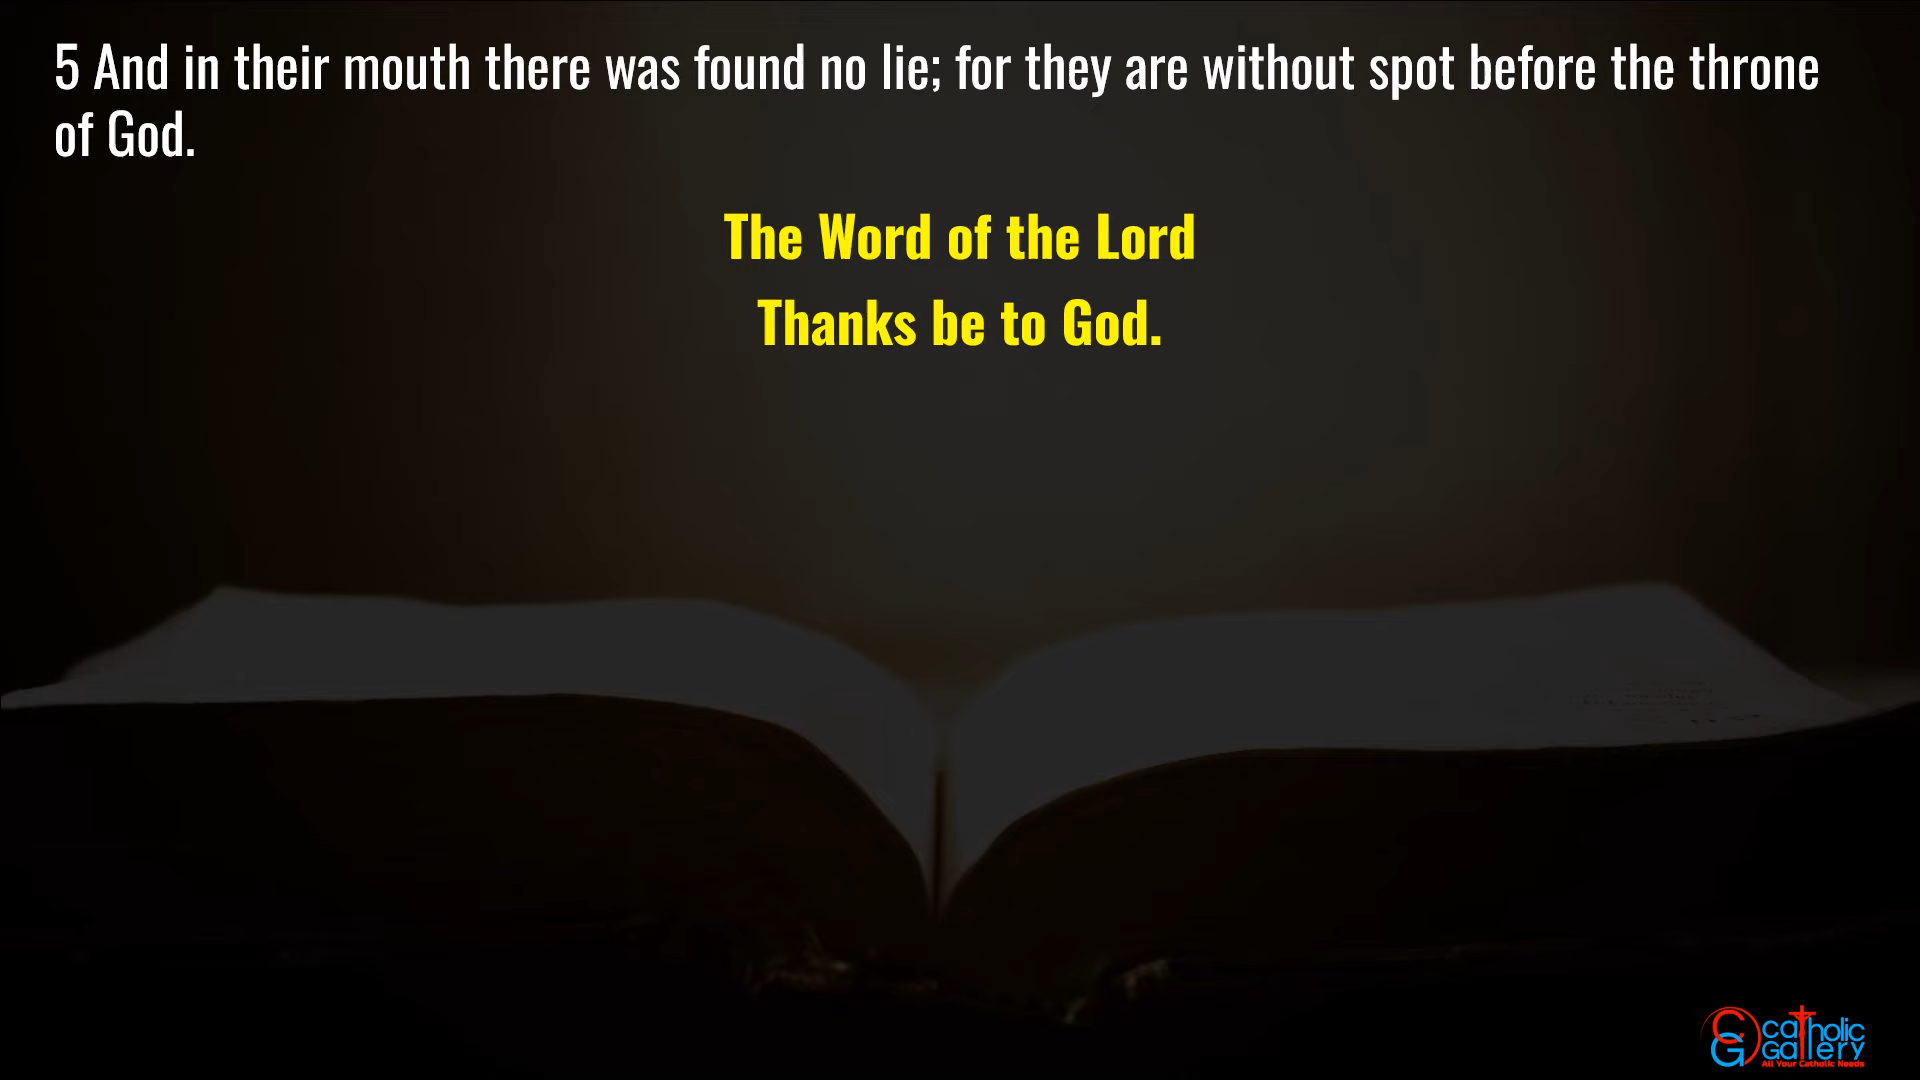 5 And in their mouth there was found no lie; for they are without spot before the throne
of God.
The Word of the Lord
Thanks be to God.
CG
catholic
Gallery
All Your Catholic Needs